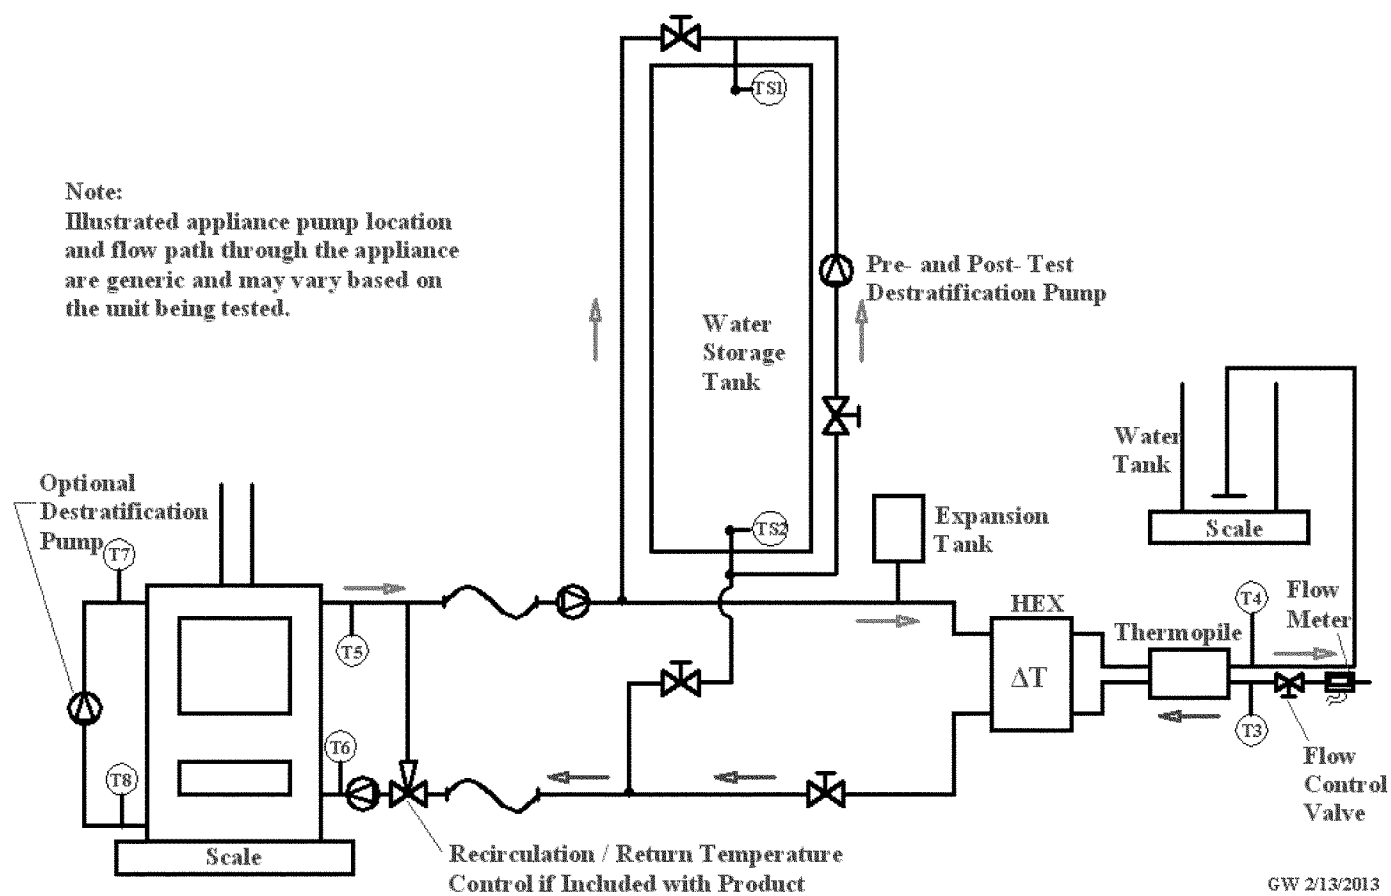 TS1
Note:
Illustrated appliance pump location
and flow path through the appliance
are generic and may vary based on
the unit being tested.
Pre- and Post- Test
Destratification Pump
Water
Storage
Tank
Water
Tank
Scale
Optional
Destratification
Pump
T7
TS2
Expansion
Tank
Flow
Meter
T4
HEX
Thermopile
T5
ΔT
T3
T6
T8
Flow
Control
Valve
Scale
Recirculation / Return Temperature
Control if Included with Product
GW 2/13/2013